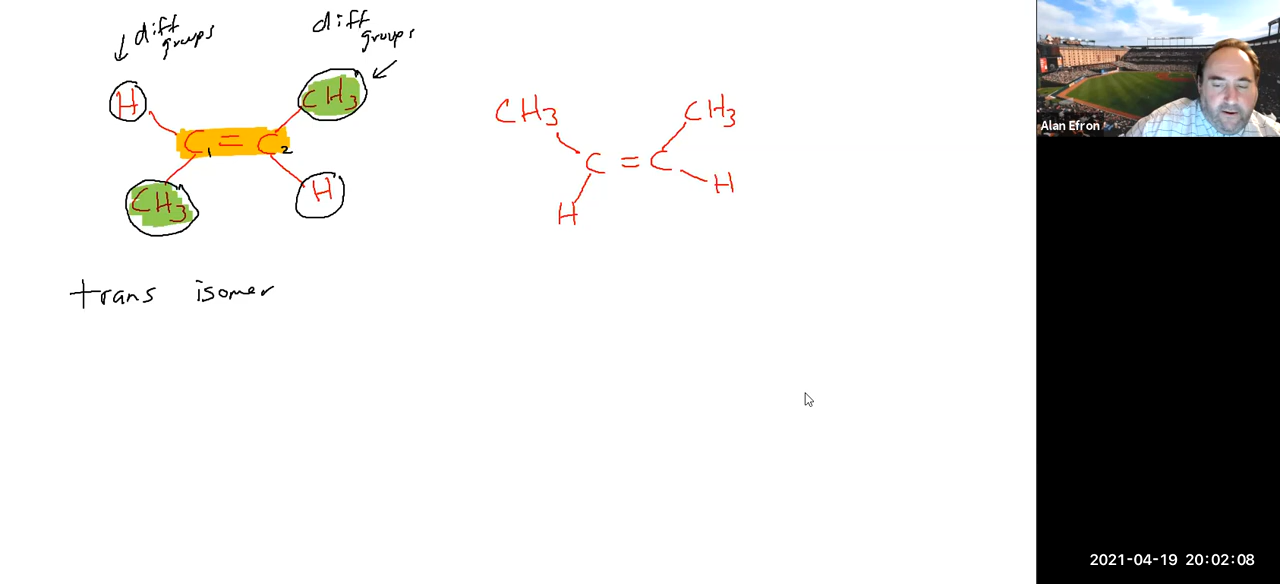 diff groups
diff groups
H
CH3
C1 = C2
CH3
H
CH3
CH3
C = C
H
H
trans isomer
Alan Efron
2021-04-19 20:02:08